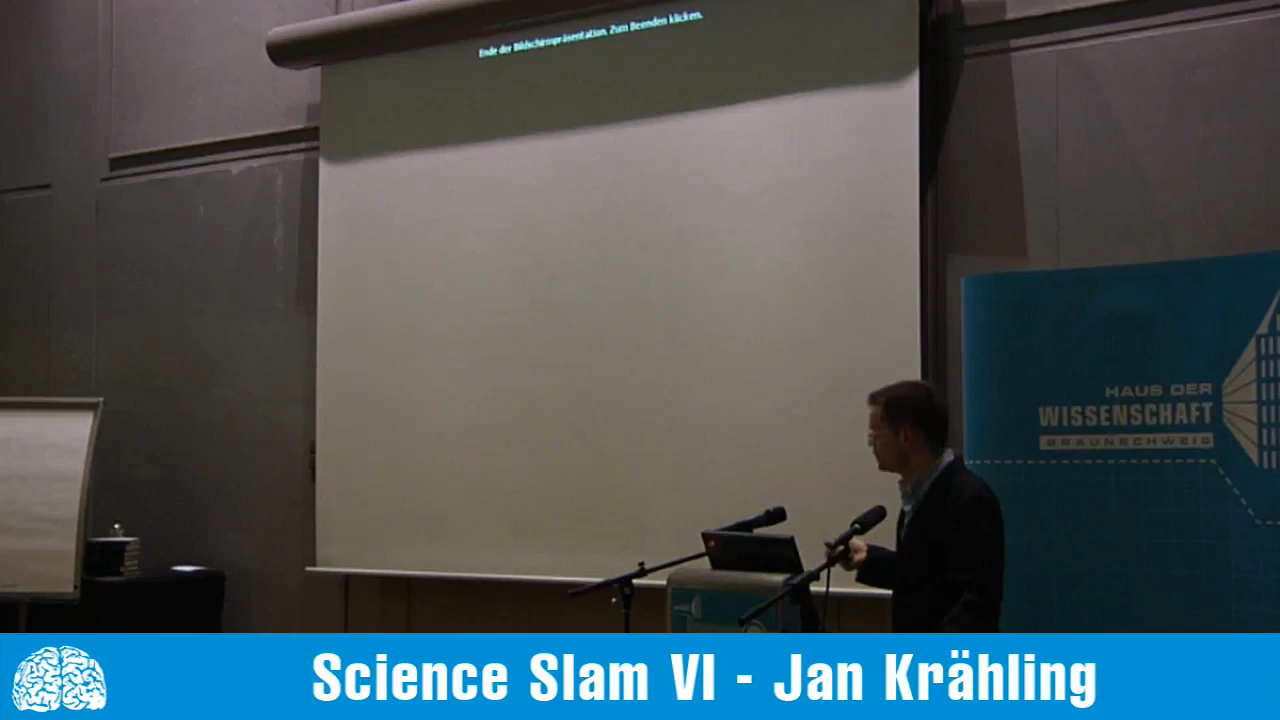 Ende der Bildschirmpräsentation. Zum Beenden klicken.
HAUS DER
WISSENSCHAFT
BRAUNSCHWEIG
Science Slam VI - Jan Krähling